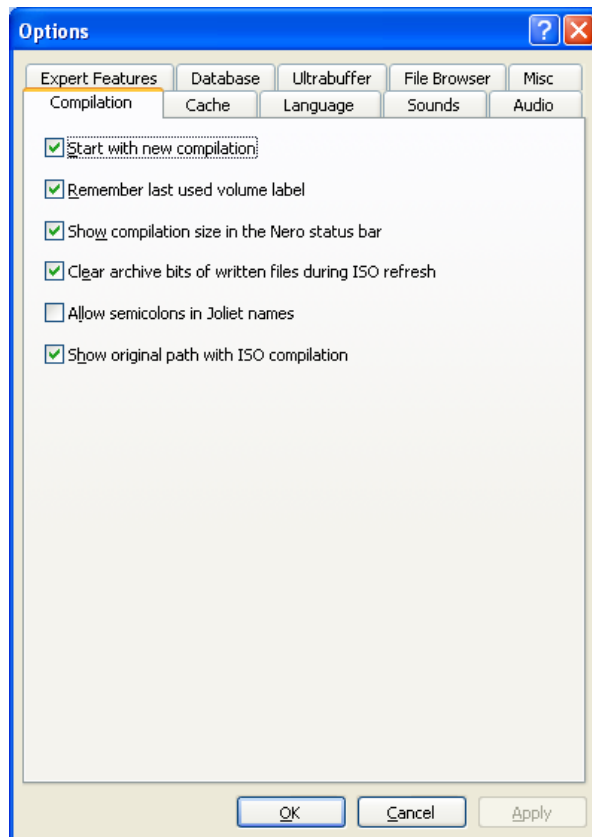 Options
Expert Features Database Ultrabuffer File Browser Misc
Compilation Cache Language Sounds Audio
Start with new compilation
Remember last used volume label
Show compilation size in the Nero status bar
Clear archive bits of written files during ISO refresh
Allow semicolons in Joliet names
Show original path with ISO compilation
OK Cancel Apply